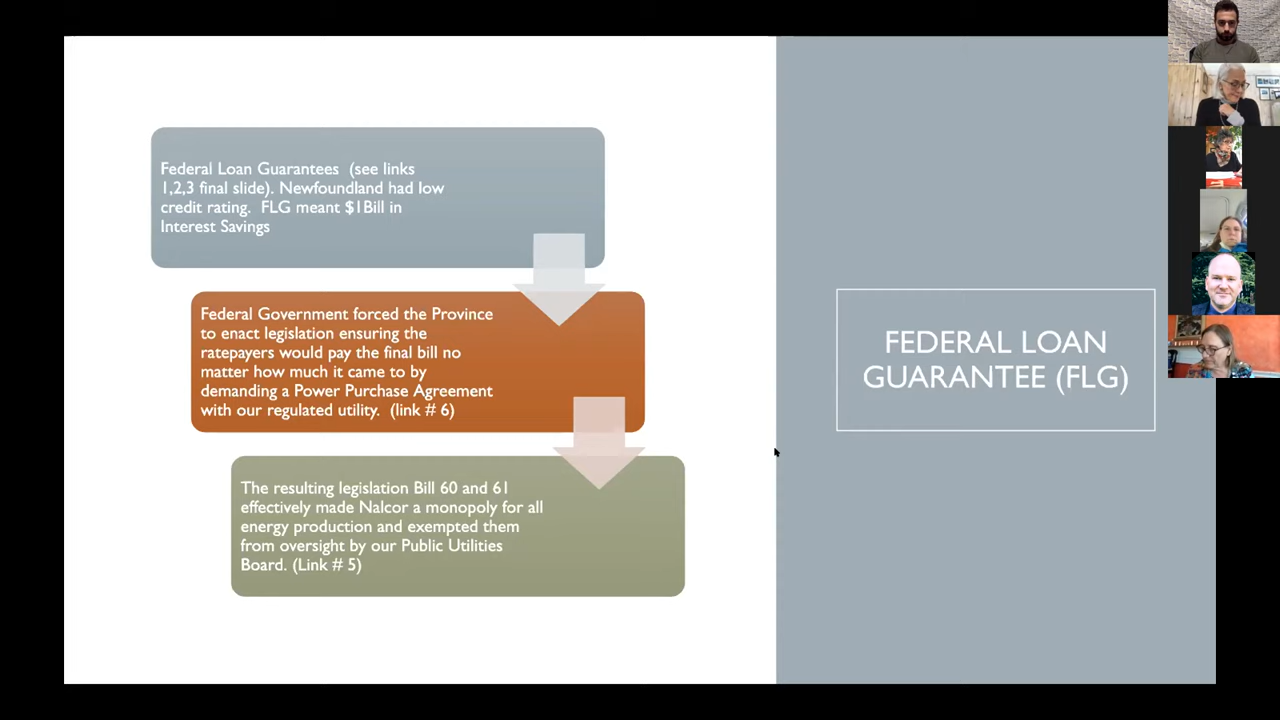 Federal Loan Guarantees  (see links
1,2,3 final slide). Newfoundland had low
credit rating.  FLG meant $1Bill in
Interest Savings
Federal Government forced the Province
to enact legislation ensuring the
ratepayers would pay the final bill no
matter how much it came to by
demanding a Power Purchase Agreement
with our regulated utility.  (link # 6)
The resulting legislation Bill 60 and 61
effectively made Nalcor a monopoly for all
energy production and exempted them
from oversight by our Public Utilities
Board. (Link # 5)
FEDERAL LOAN
GUARANTEE (FLG)